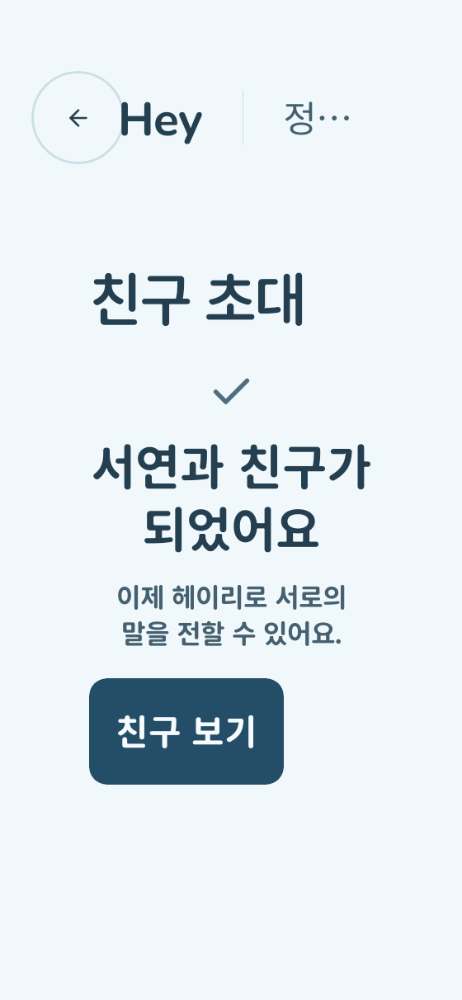 Hey 정…
친구 초대
서연과 친구가
되었어요
이제 헤이리로 서로의
말을 전할 수 있어요.
친구 보기